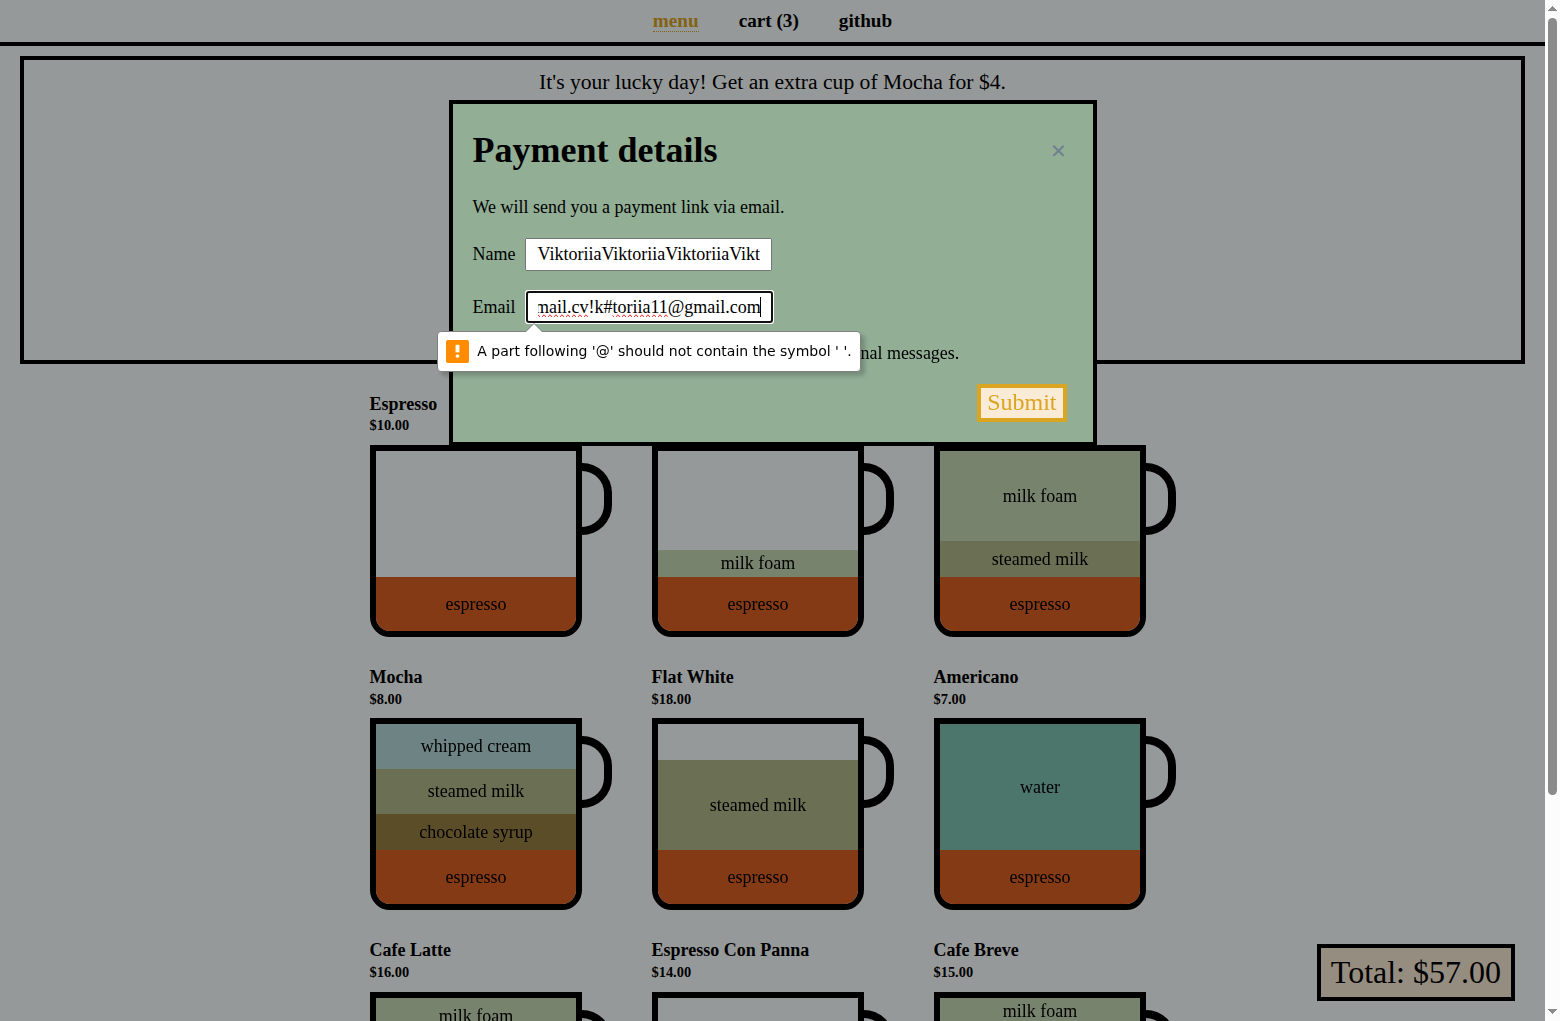 menu
cart (3)
github
It's your lucky day! Get an extra cup of Mocha for $4.
Payment details
×
We will send you a payment link via email.
Name
ViktoriiaViktoriiaViktoriiaVikt
Email
mail.cv!k#toriia11@gmail.com
A part following '@' should not contain the symbol ' '.
nal messages.
Submit
Espresso
$10.00
espresso
milk foam
espresso
milk foam
steamed milk
espresso
Mocha
$8.00
whipped cream
steamed milk
chocolate syrup
espresso
Flat White
$18.00
steamed milk
espresso
Americano
$7.00
water
espresso
Cafe Latte
$16.00
milk foam
Espresso Con Panna
$14.00
Cafe Breve
$15.00
milk foam
Total: $57.00